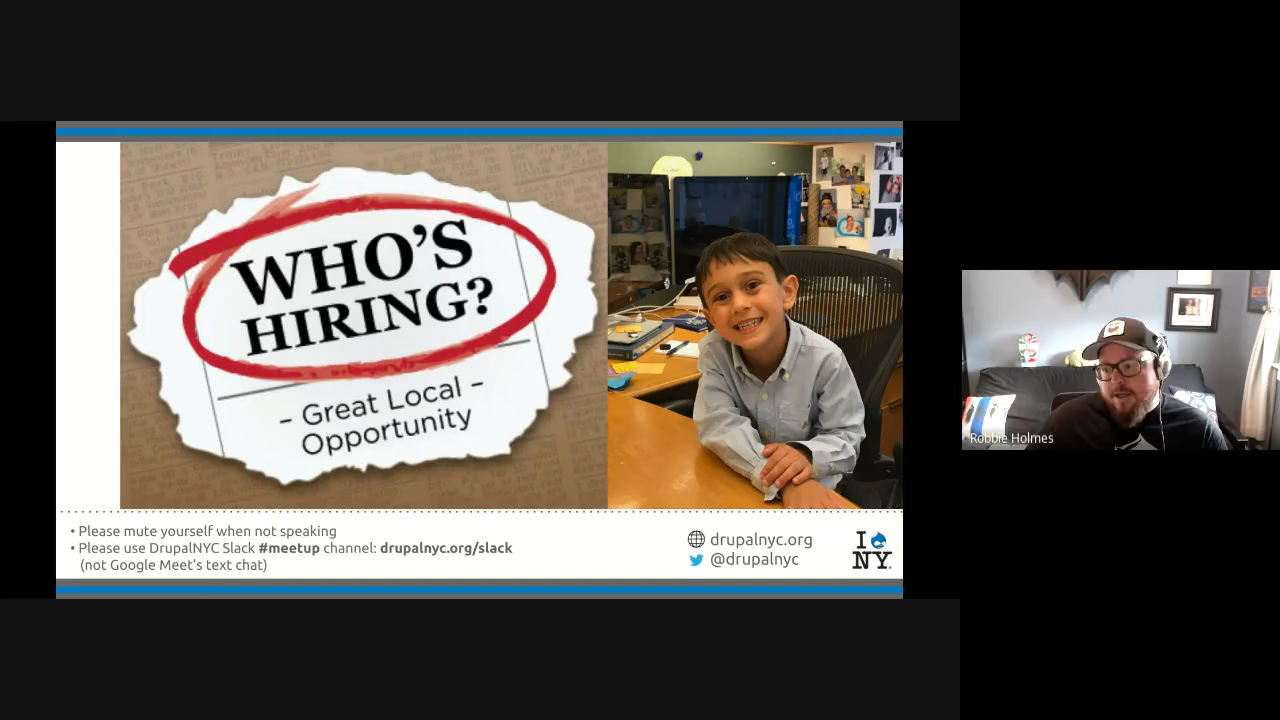 WHO'S
HIRING?
– Great Local –
Opportunity
• Please mute yourself when not speaking
• Please use DrupalNYC Slack #meetup channel: drupalnyc.org/slack
(not Google Meet's text chat)
drupalnyc.org
@drupalnyc
I
NY.
Robbie Holmes